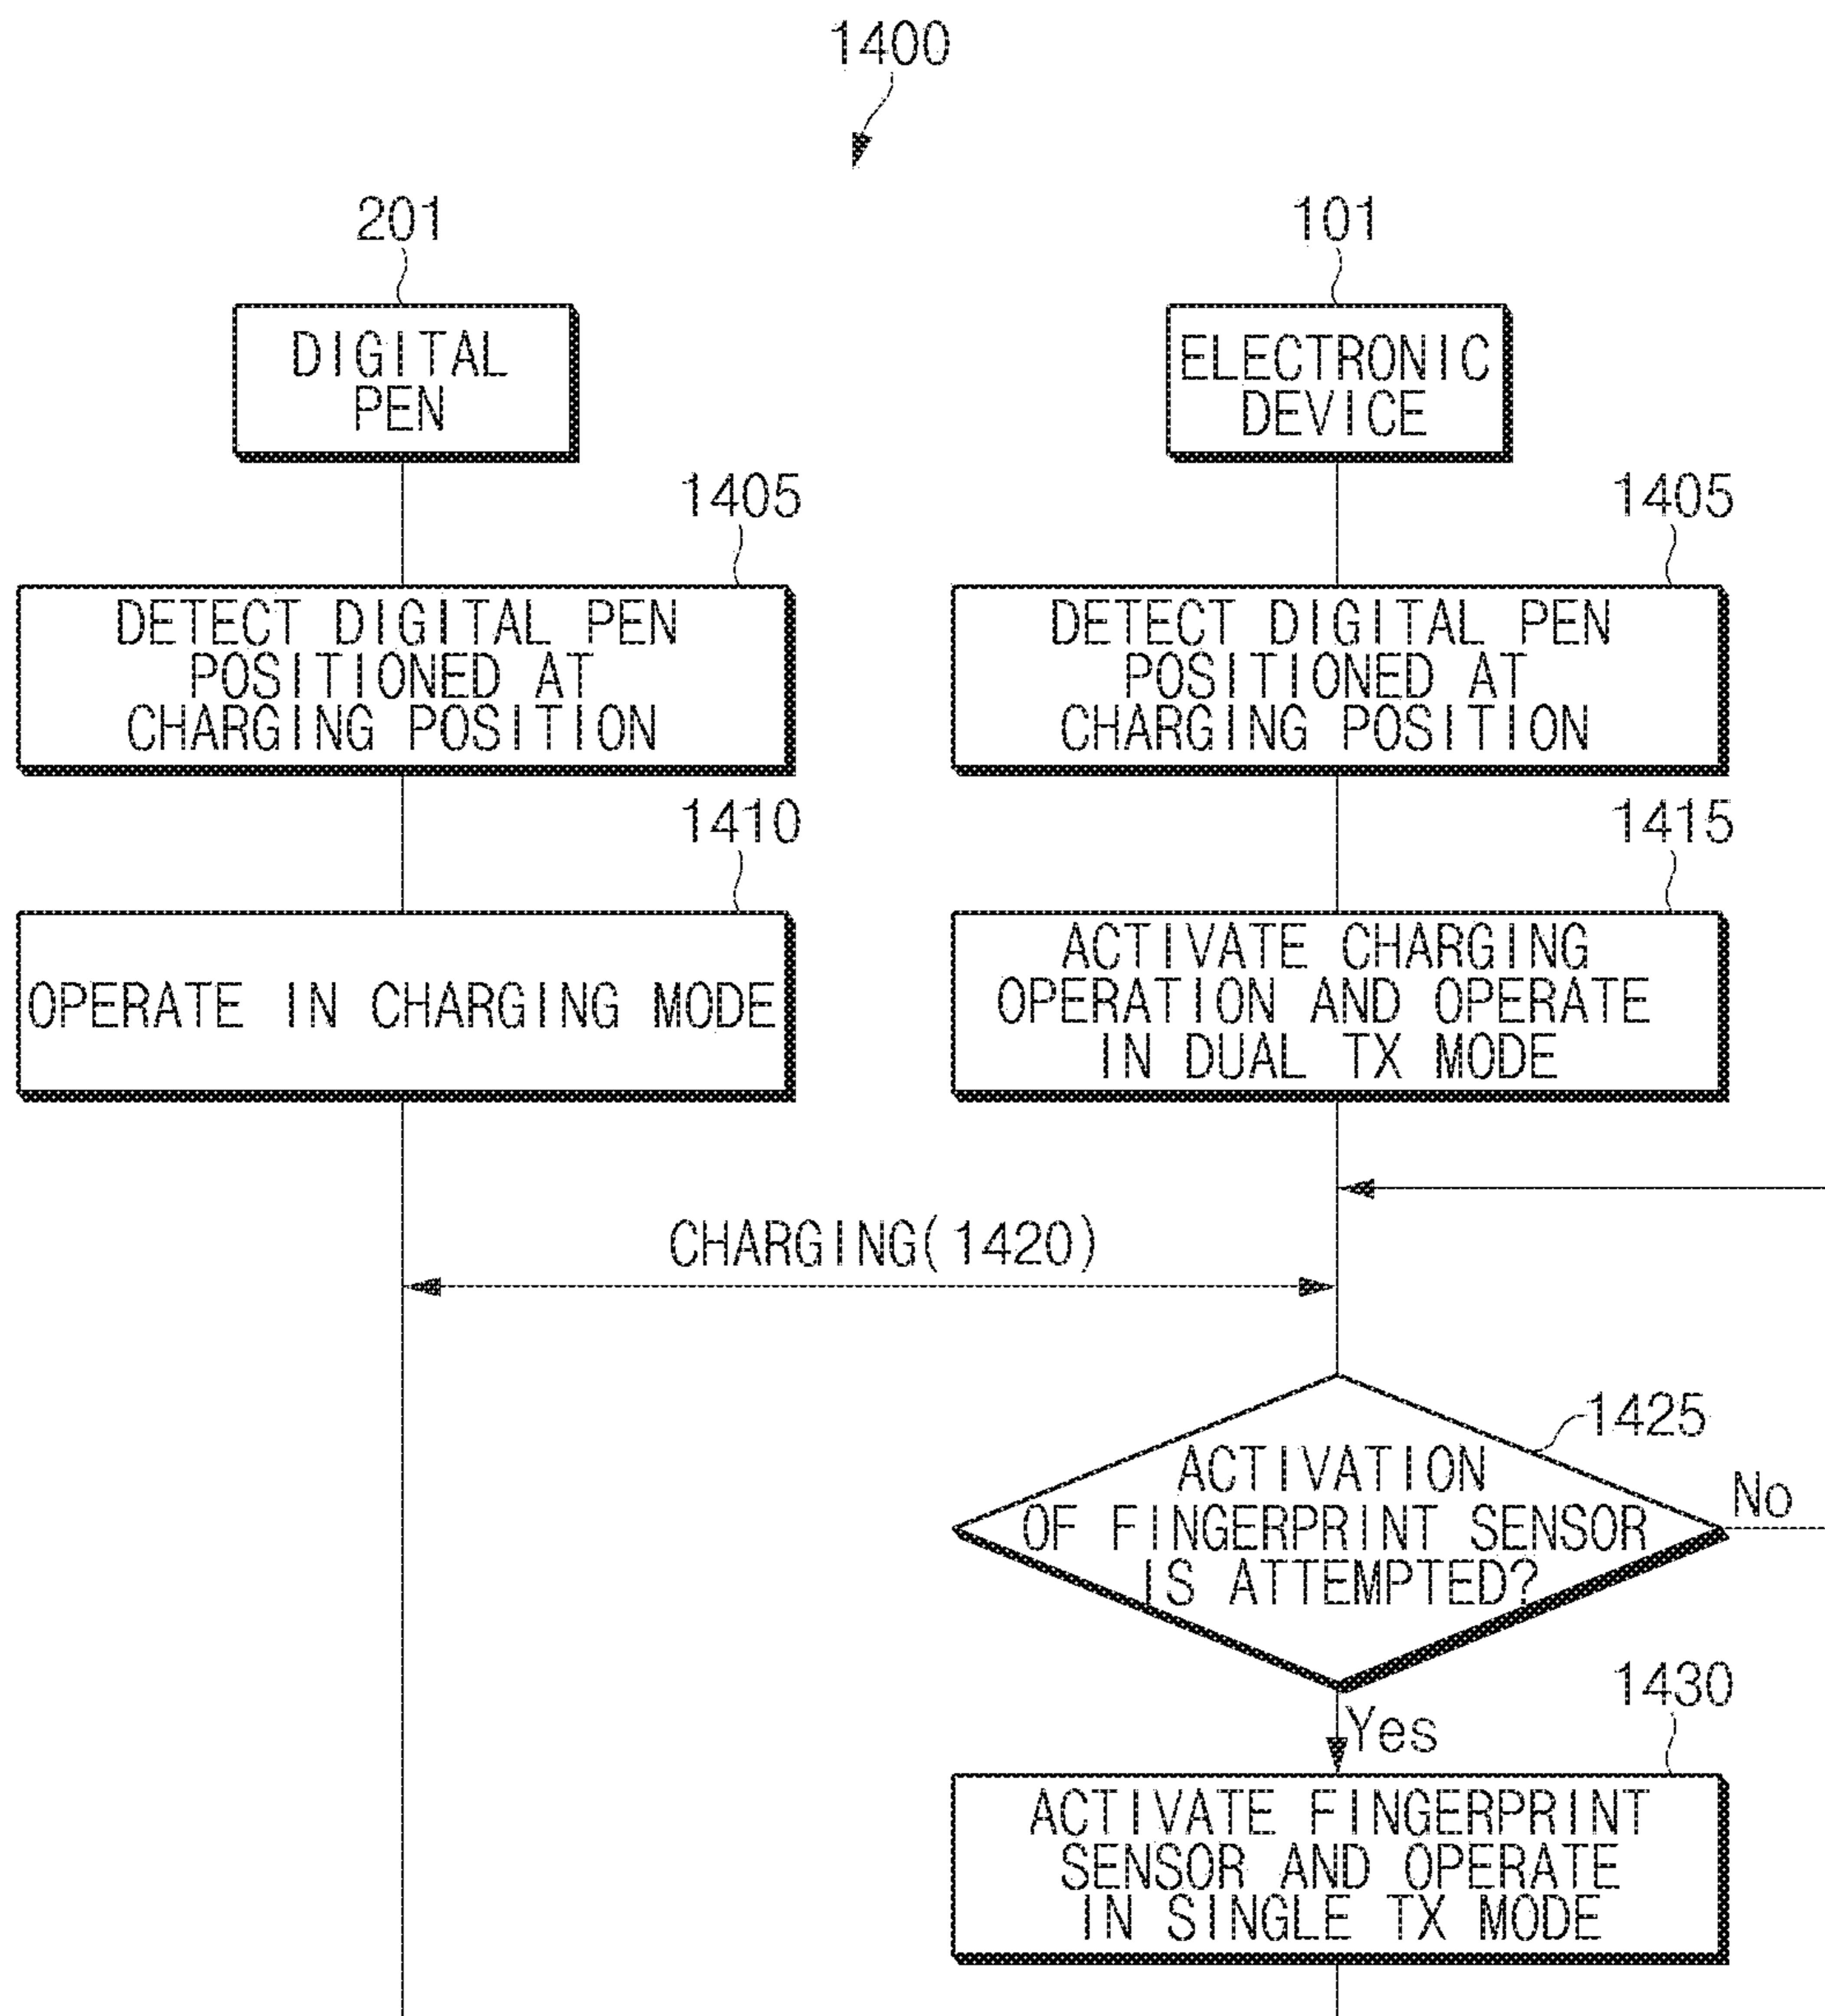 1400
201
101
DIGITAL
PEN
ELECTRONIC
DEVICE
1405
1405
DETECT DIGITAL PEN
POSITIONED AT
CHARGING POSITION
DETECT DIGITAL PEN
POSITIONED AT
CHARGING POSITION
1410
1415
OPERATE IN CHARGING MODE
ACTIVATE CHARGING
OPERATION AND OPERATE
IN DUAL TX MODE
CHARGING(1420)
1425
ACTIVATION
OF FINGERPRINT SENSOR
IS ATTEMPTED?
No
Yes
1430
ACTIVATE FINGERPRINT
SENSOR AND OPERATE
IN SINGLE TX MODE